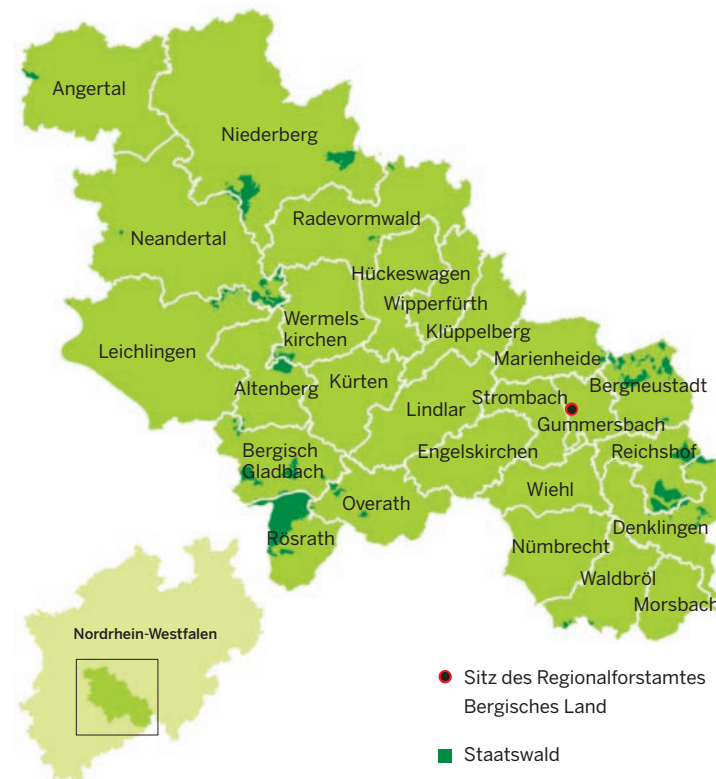 Angertal
Niederberg
Neandertal
Radevormwald
Hückeswagen
Wipperfürth
Klüppelberg
Wermels-
kirchen
Leichlingen
Marienheide
Altenberg
Kürten
Lindlar
Strombach
Bergneustadt
Gummersbach
Bergisch
Gladbach
Engelskirchen
Reichshof
Overath
Wiehl
Rösrath
Nümbrecht
Denklingen
Waldbröl
Morsbach
Nordrhein-Westfalen
Sitz des Regionalforstamtes
Bergisches Land
Staatswald